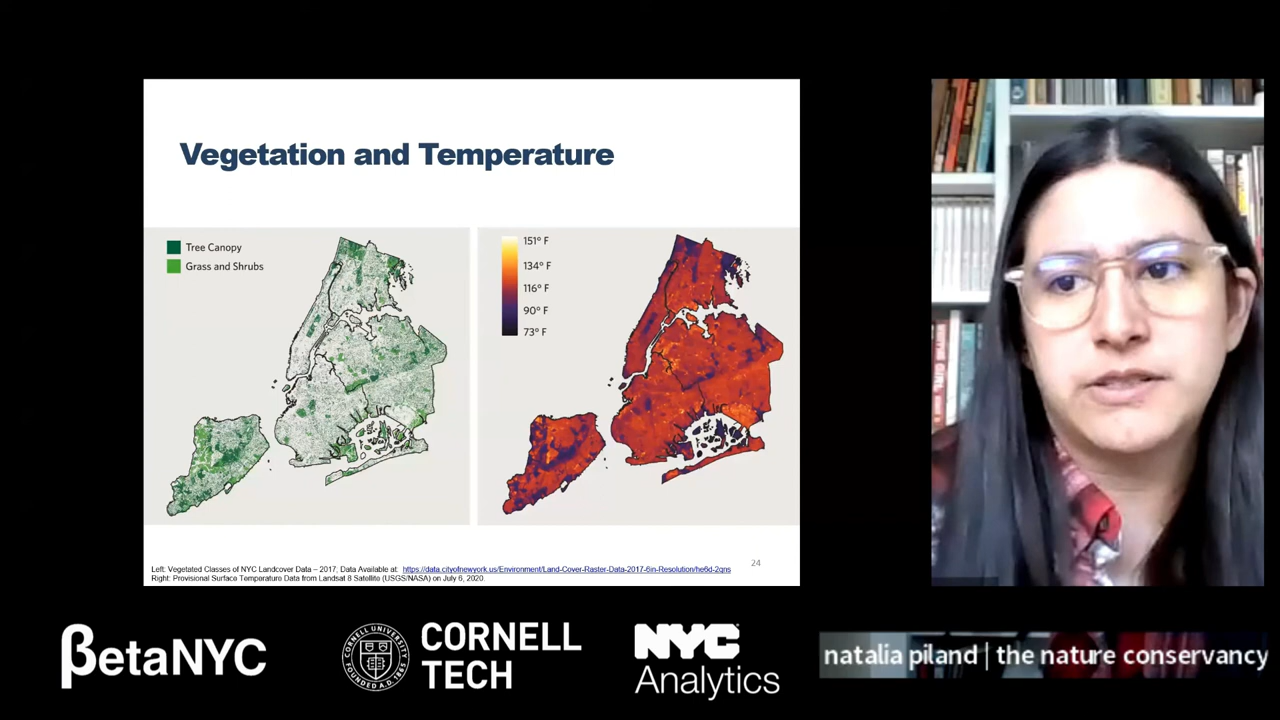 Vegetation and Temperature
Tree Canopy
Grass and Shrubs
151° F
134° F
116° F
90° F
73° F
Left: Vegetated Classes of NYC Landcover Data – 2017; Data Available at: https://data.cityofnewyork.us/Environment/Land-Cover-Raster-Data-2017-6in-Resolution/he6d-2qns
Right: Provisional Surface Temperature Data from Landsat 8 Satellite (USGS/NASA) on July 6, 2020.
24
βetaNYC
CORNELL
TECH
NYC
Analytics
natalia piland | the nature conservancy